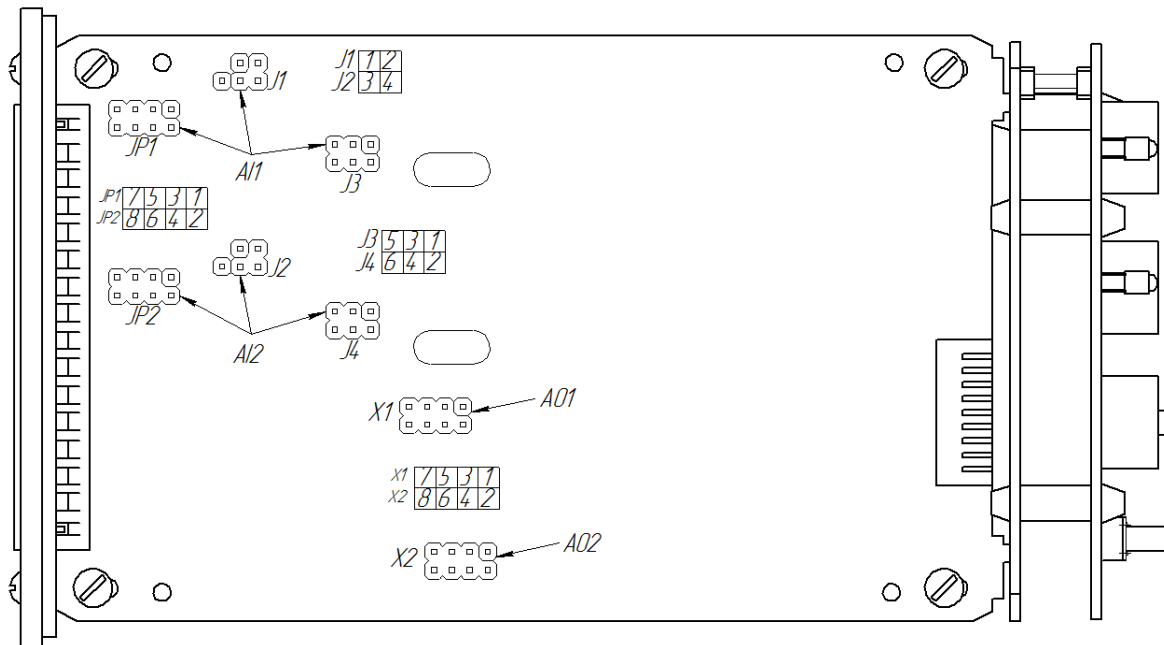 J1 1 2
J2 3 4
J1
JP1
AI1
J3
JP1 7 5 3 1
JP2 8 6 4 2
J3 5 3 1
J4 6 4 2
J2
JP2
AI2
J4
X1
AO1
X1 7 5 3 1
X2 8 6 4 2
X2
AO2